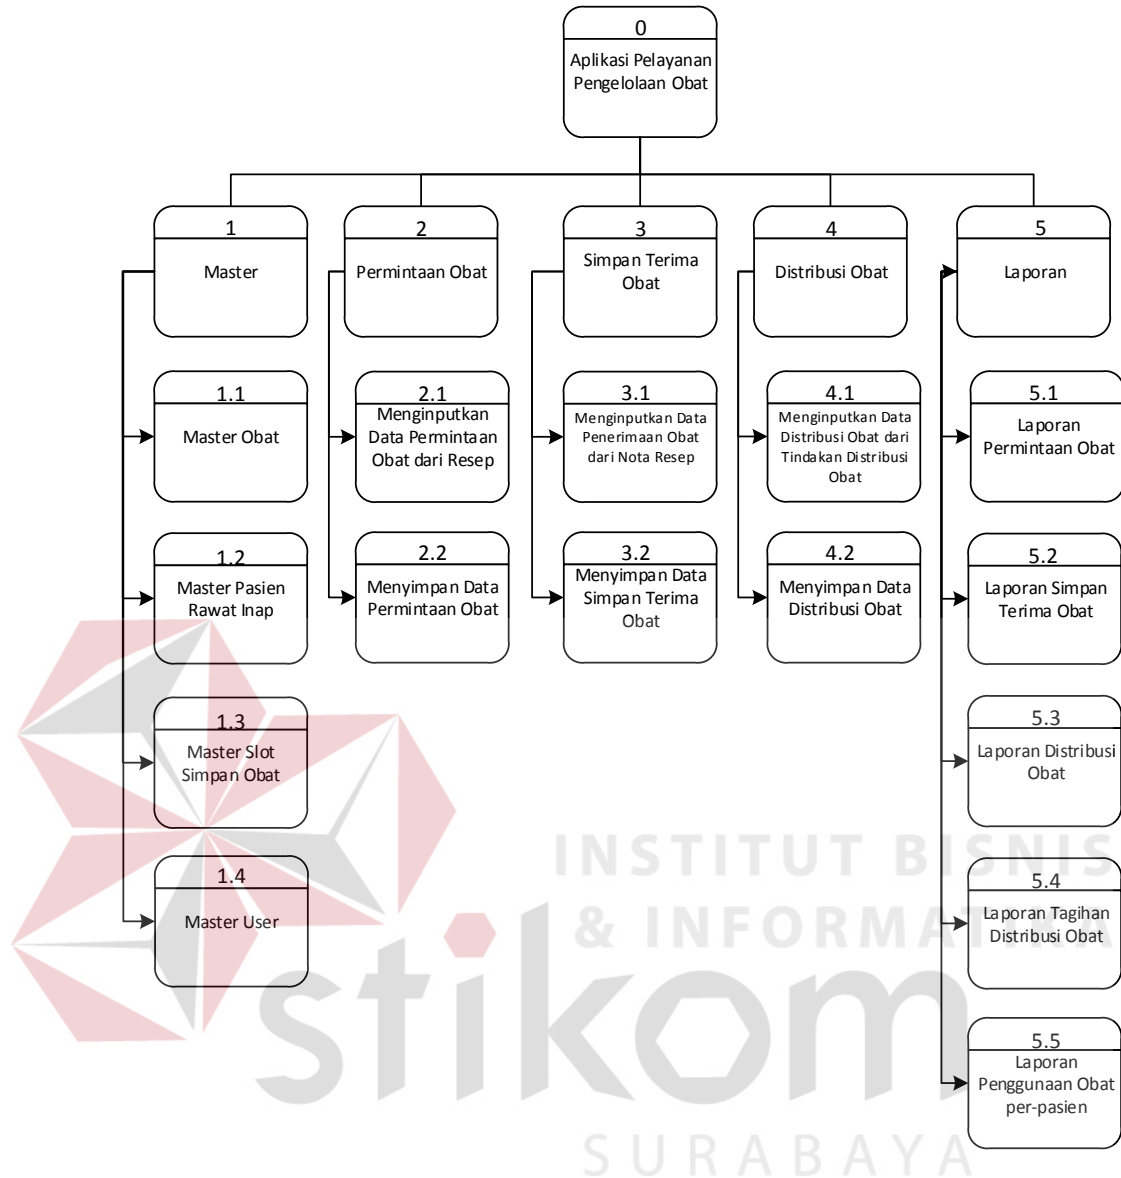 0
Aplikasi Pelayanan
Pengelolaan Obat
1
Master
2
Permintaan Obat
3
Simpan Terima
Obat
4
Distribusi Obat
5
Laporan
1.1
Master Obat
2.1
Menginputkan
Data Permintaan
Obat dari Resep
3.1
Menginputkan Data
Penerimaan Obat
dari Nota Resep
4.1
Menginputkan Data
Distribusi Obat dari
Tindakan Distribusi
Obat
5.1
Laporan
Permintaan Obat
1.2
Master Pasien
Rawat Inap
2.2
Menyimpan Data
Permintaan Obat
3.2
Menyimpan Data
Simpan Terima
Obat
4.2
Menyimpan Data
Distribusi Obat
5.2
Laporan Simpan
Terima Obat
1.3
Master Slot
Simpan Obat
5.3
Laporan Distribusi
Obat
1.4
Master User
5.4
Laporan Tagihan
Distribusi Obat
5.5
Laporan
Penggunaan Obat
per-pasien
INSTITUT BISNIS
& INFORMATIKA
stikom
SURABAYA